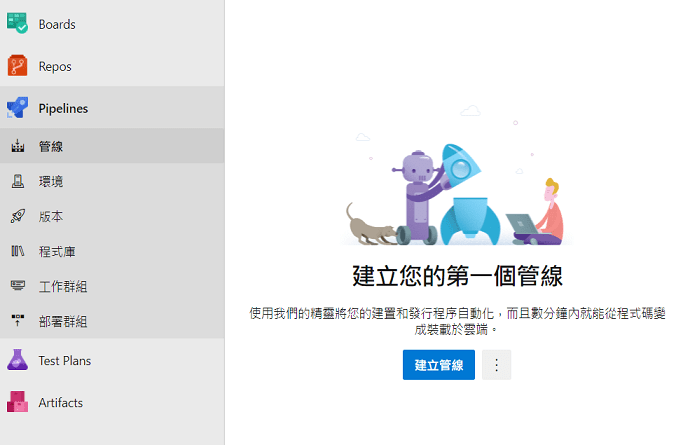 Boards
Repos
Pipelines
管線
環境
版本
程式庫
工作群組
部署群組
Test Plans
Artifacts
建立您的第一個管線
使用我們的精靈將您的建置和發行程序自動化，而且數分鐘內就能從程式碼變
成裝載於雲端。
建立管線